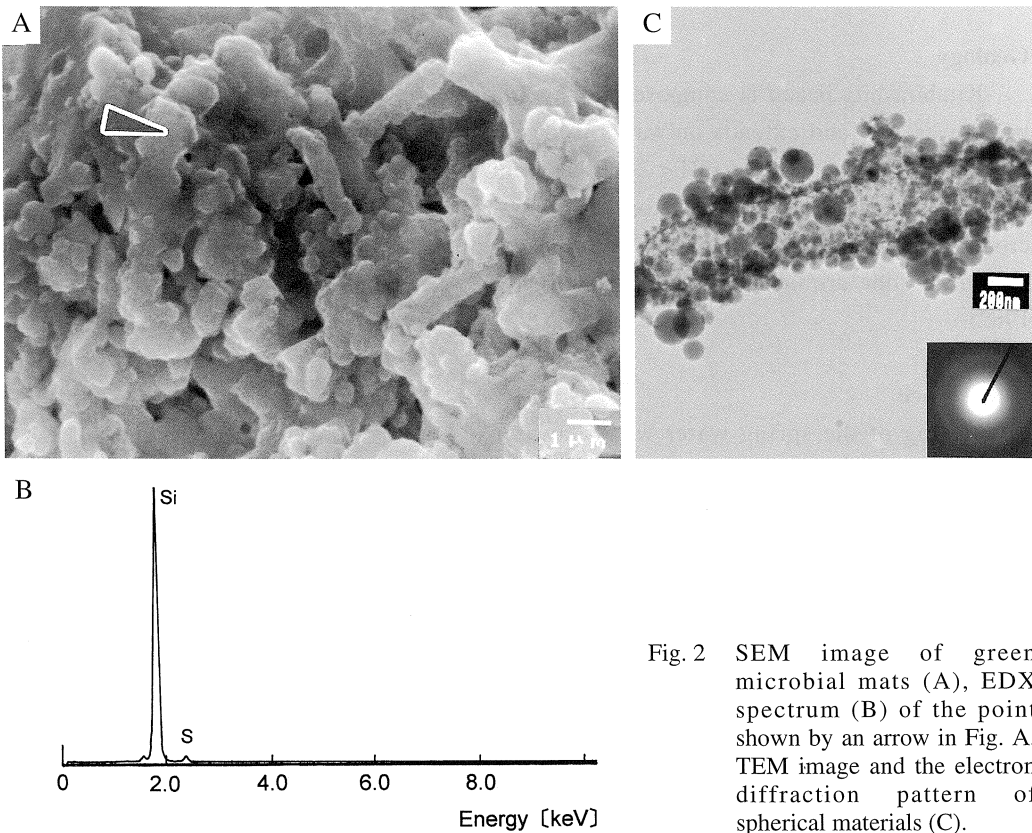 A
C
1 μm
200nm
B
Si
S
0
2.0
4.0
6.0
8.0
Energy〔keV〕
Fig. 2 SEM image of green
microbial mats (A), EDX
spectrum (B) of the point
shown by an arrow in Fig. A.
TEM image and the electron
diffraction pattern of
spherical materials (C).